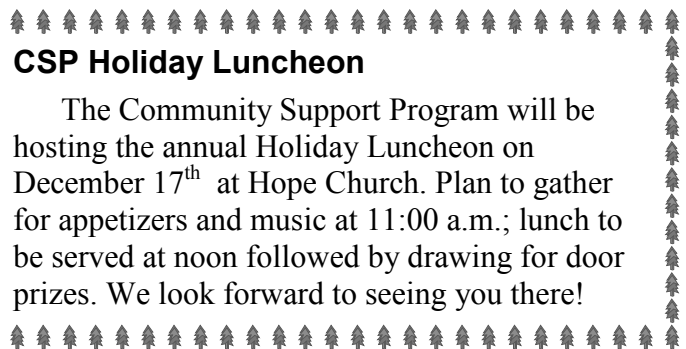 CSP Holiday Luncheon
The Community Support Program will be
hosting the annual Holiday Luncheon on
December 17th at Hope Church. Plan to gather
for appetizers and music at 11:00 a.m.; lunch to
be served at noon followed by drawing for door
prizes. We look forward to seeing you there!